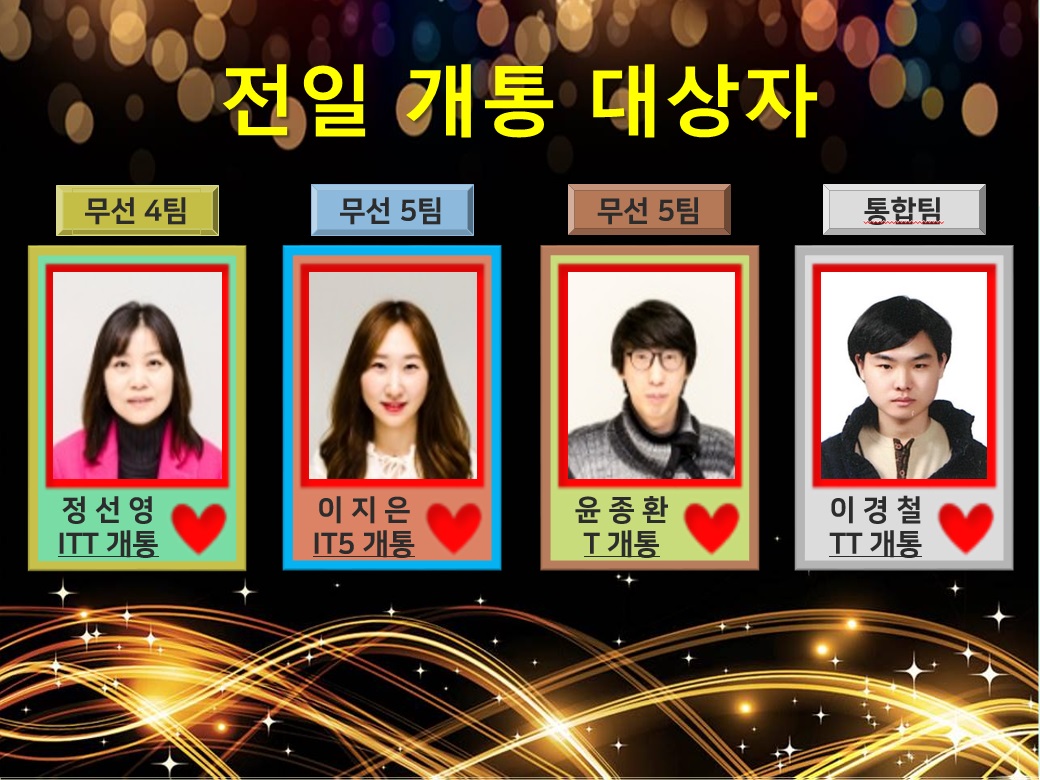 전일 개통 대상자
무선 4팀
무선 5팀
무선 5팀
통합팀
정 선 영
ITT 개통
이 지 은
IT5 개통
윤 종 환
T 개통
이 경 철
TT 개통